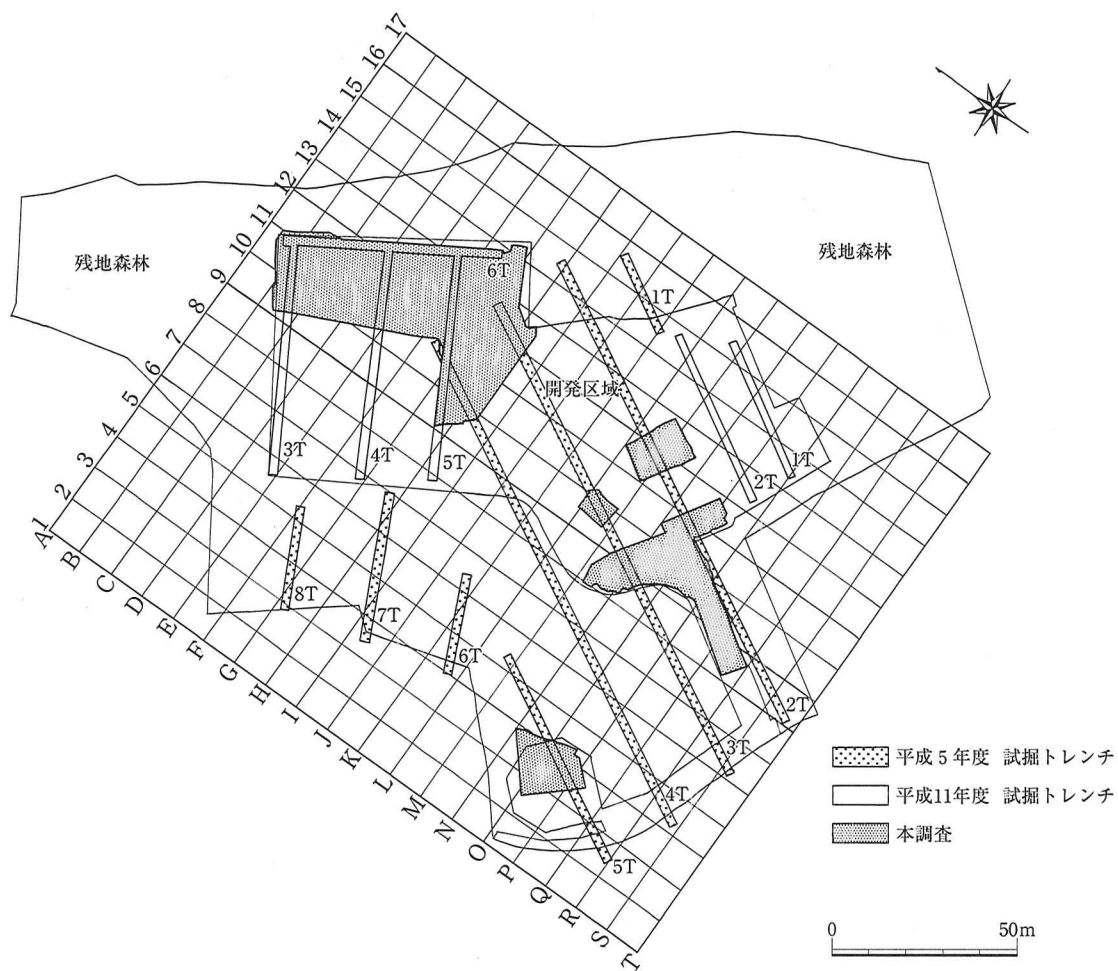 17
16
15
14
13
12
11
10
9
8
7
6
5
4
3
2
A1
B
C
D
E
F
G
H
I
J
K
L
M
N
O
P
Q
R
S
T
残地森林
残地森林
開発区域
6T
1T
3T
4T
5T
2T
1T
8T
7T
6T
2T
3T
4T
5T
平成5年度 試掘トレンチ
平成11年度 試掘トレンチ
本調査
0 50m